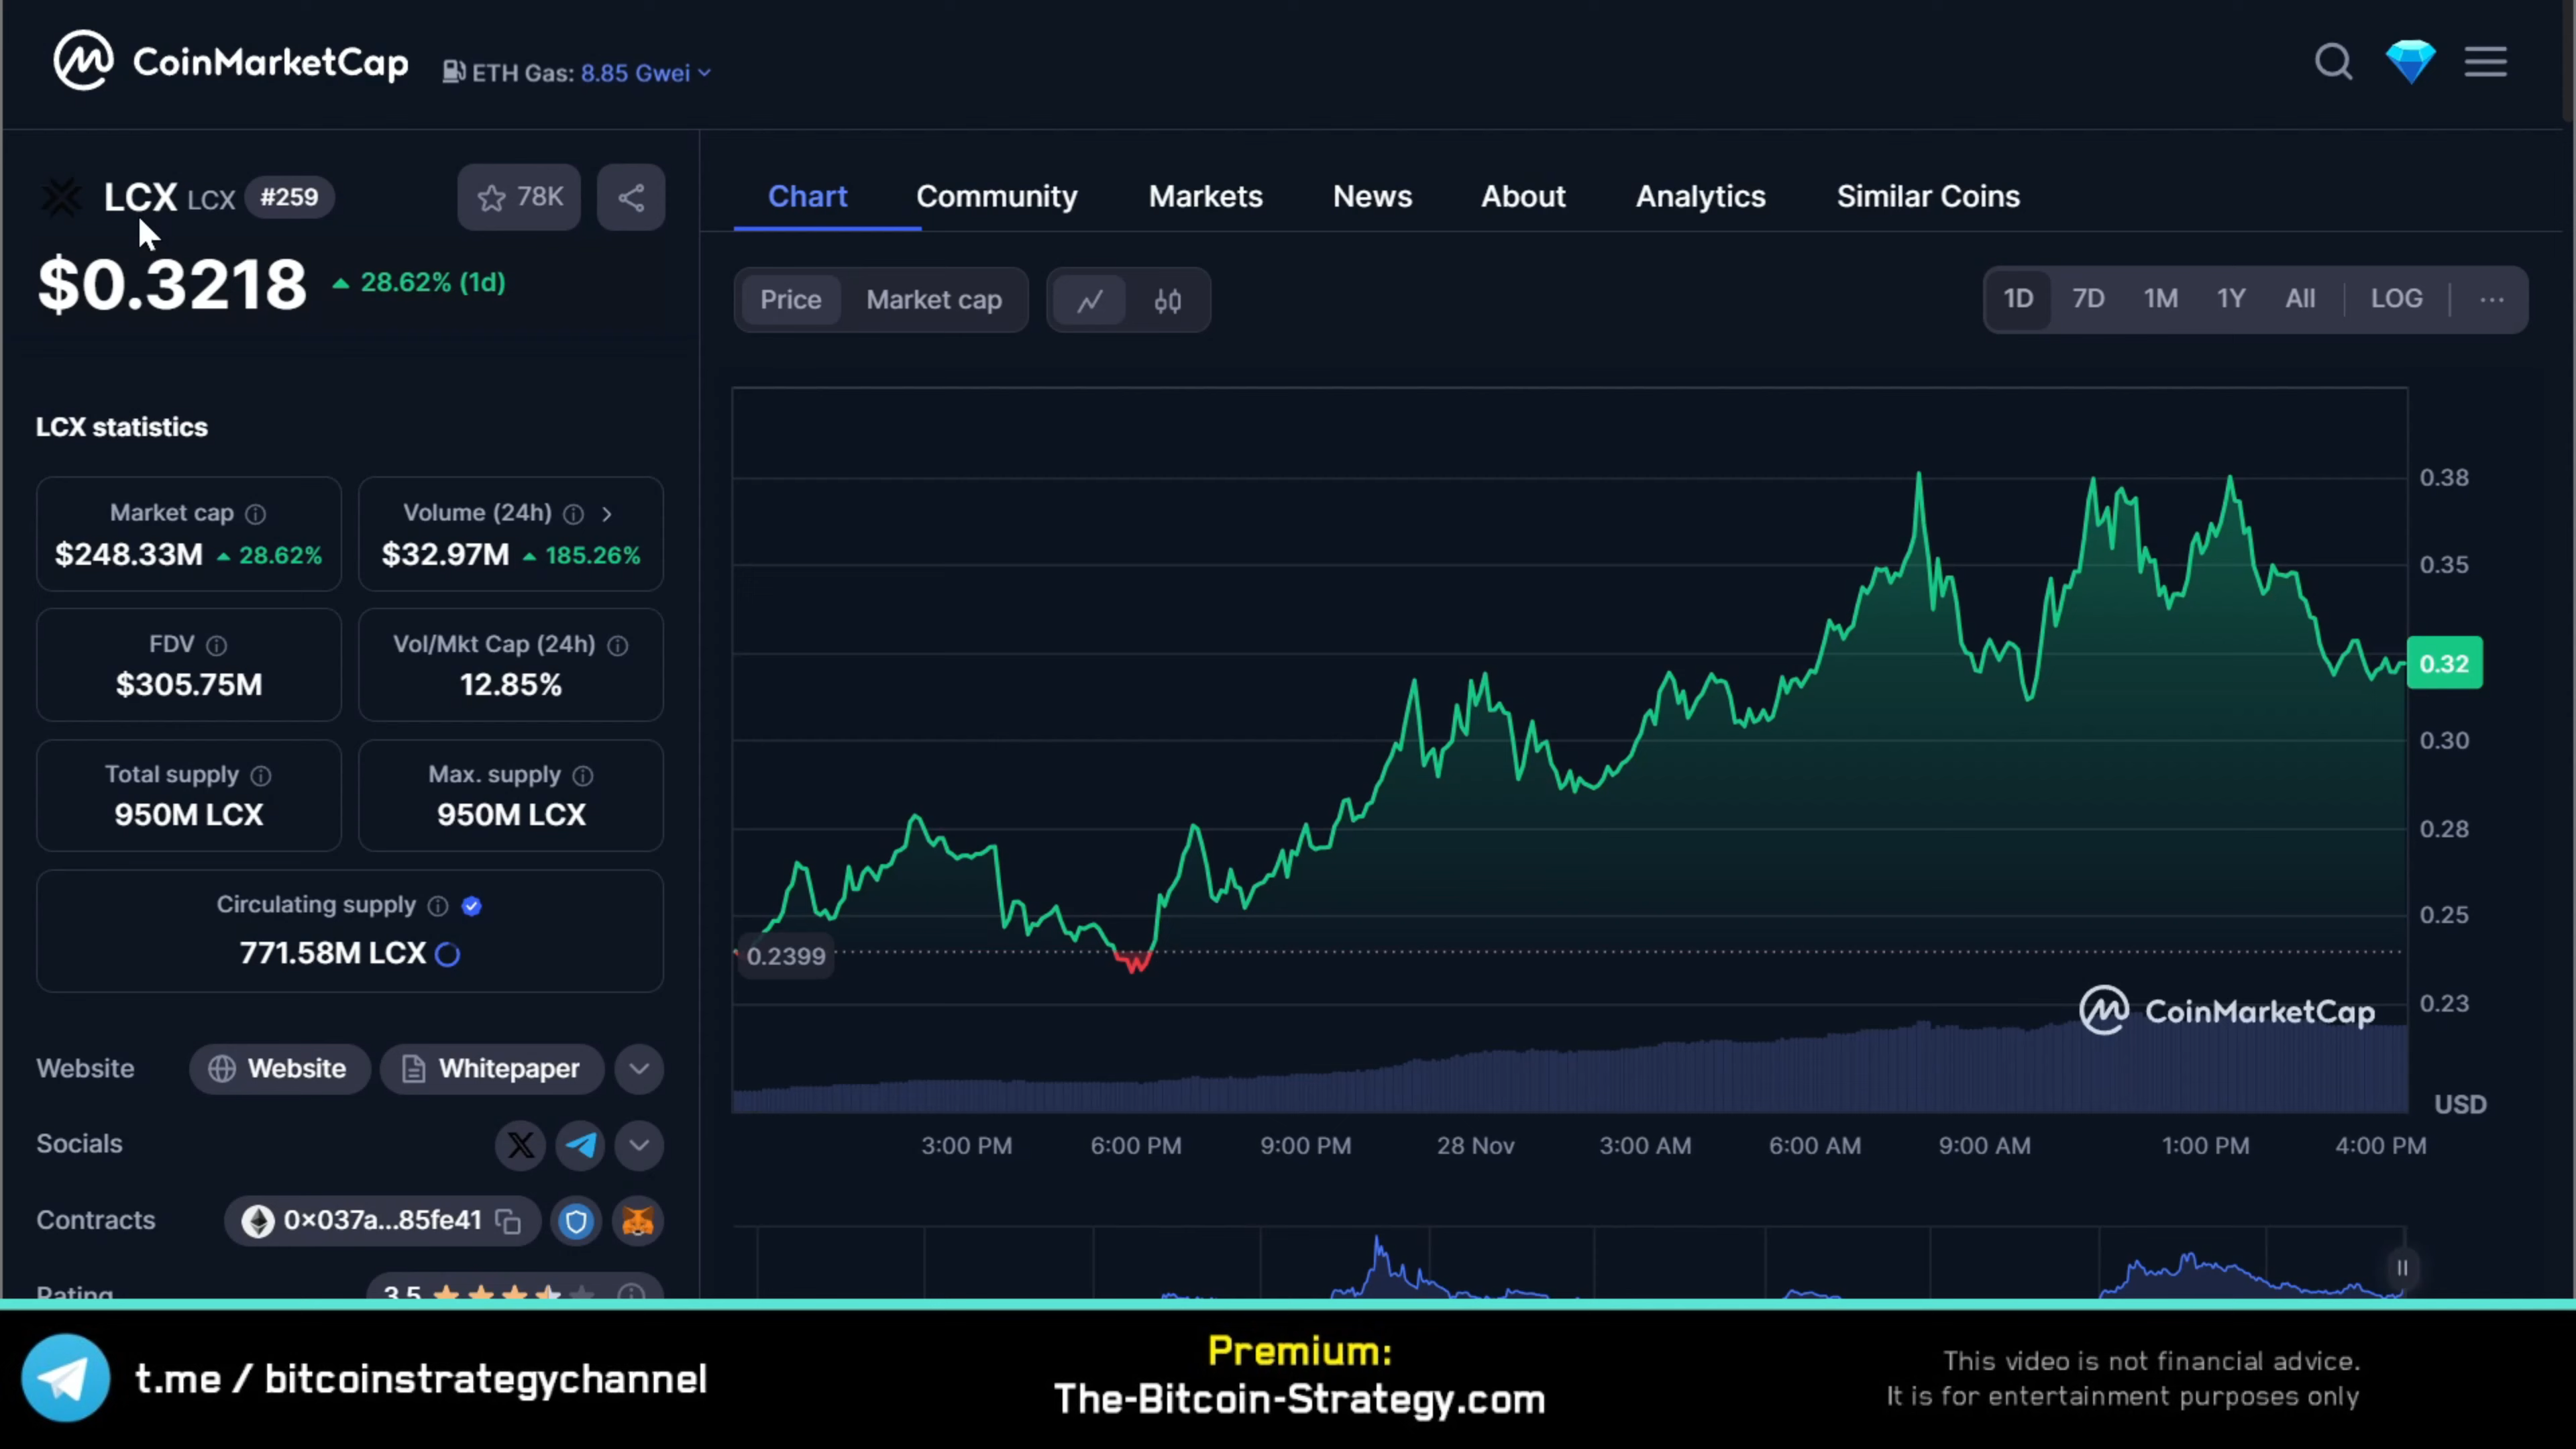 CoinMarketCap ETH Gas: 8.85 Gwei
LCX LCX #259 78K
$0.3218 28.62% (1d)
Chart Community Markets News About Analytics Similar Coins
Price Market cap 1D 7D 1M 1Y All LOG ...
LCX statistics
Market cap
$248.33M 28.62%
Volume (24h)
$32.97M 185.26%
FDV
$305.75M
Vol/Mkt Cap (24h)
12.85%
Total supply
950M LCX
Max. supply
950M LCX
Circulating supply
771.58M LCX
Website Website Whitepaper
Socials
Contracts 0x037a...85fe41
Rating 3.5
0.38
0.35
0.32
0.30
0.28
0.25
0.23
0.2399
CoinMarketCap
USD
3:00 PM 6:00 PM 9:00 PM 28 Nov 3:00 AM 6:00 AM 9:00 AM 1:00 PM 4:00 PM
t.me / bitcoinstrategychannel
Premium:
The-Bitcoin-Strategy.com
This video is not financial advice.
It is for entertainment purposes only